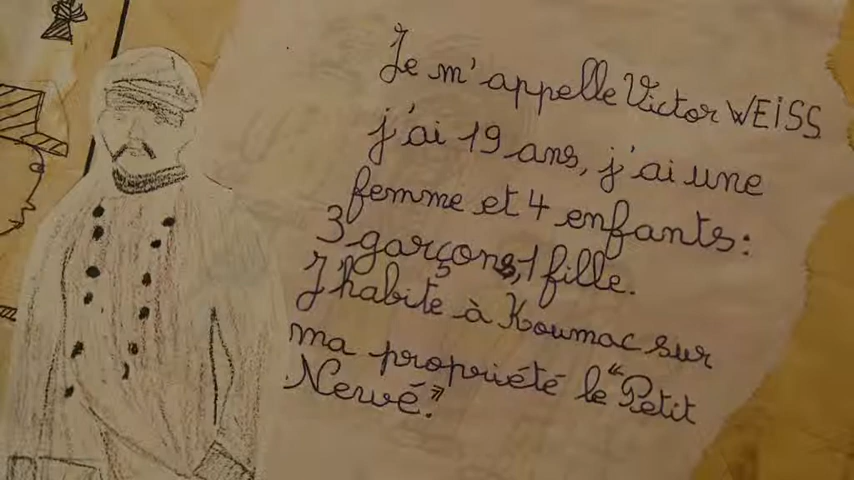 Je m'appelle Victor WEISS
j'ai 19 ans, j'ai une
femme et 4 enfants:
3 garçons, 1 fille.
J'habite à Koumac sur
ma propriété le "Petit
Nervé."